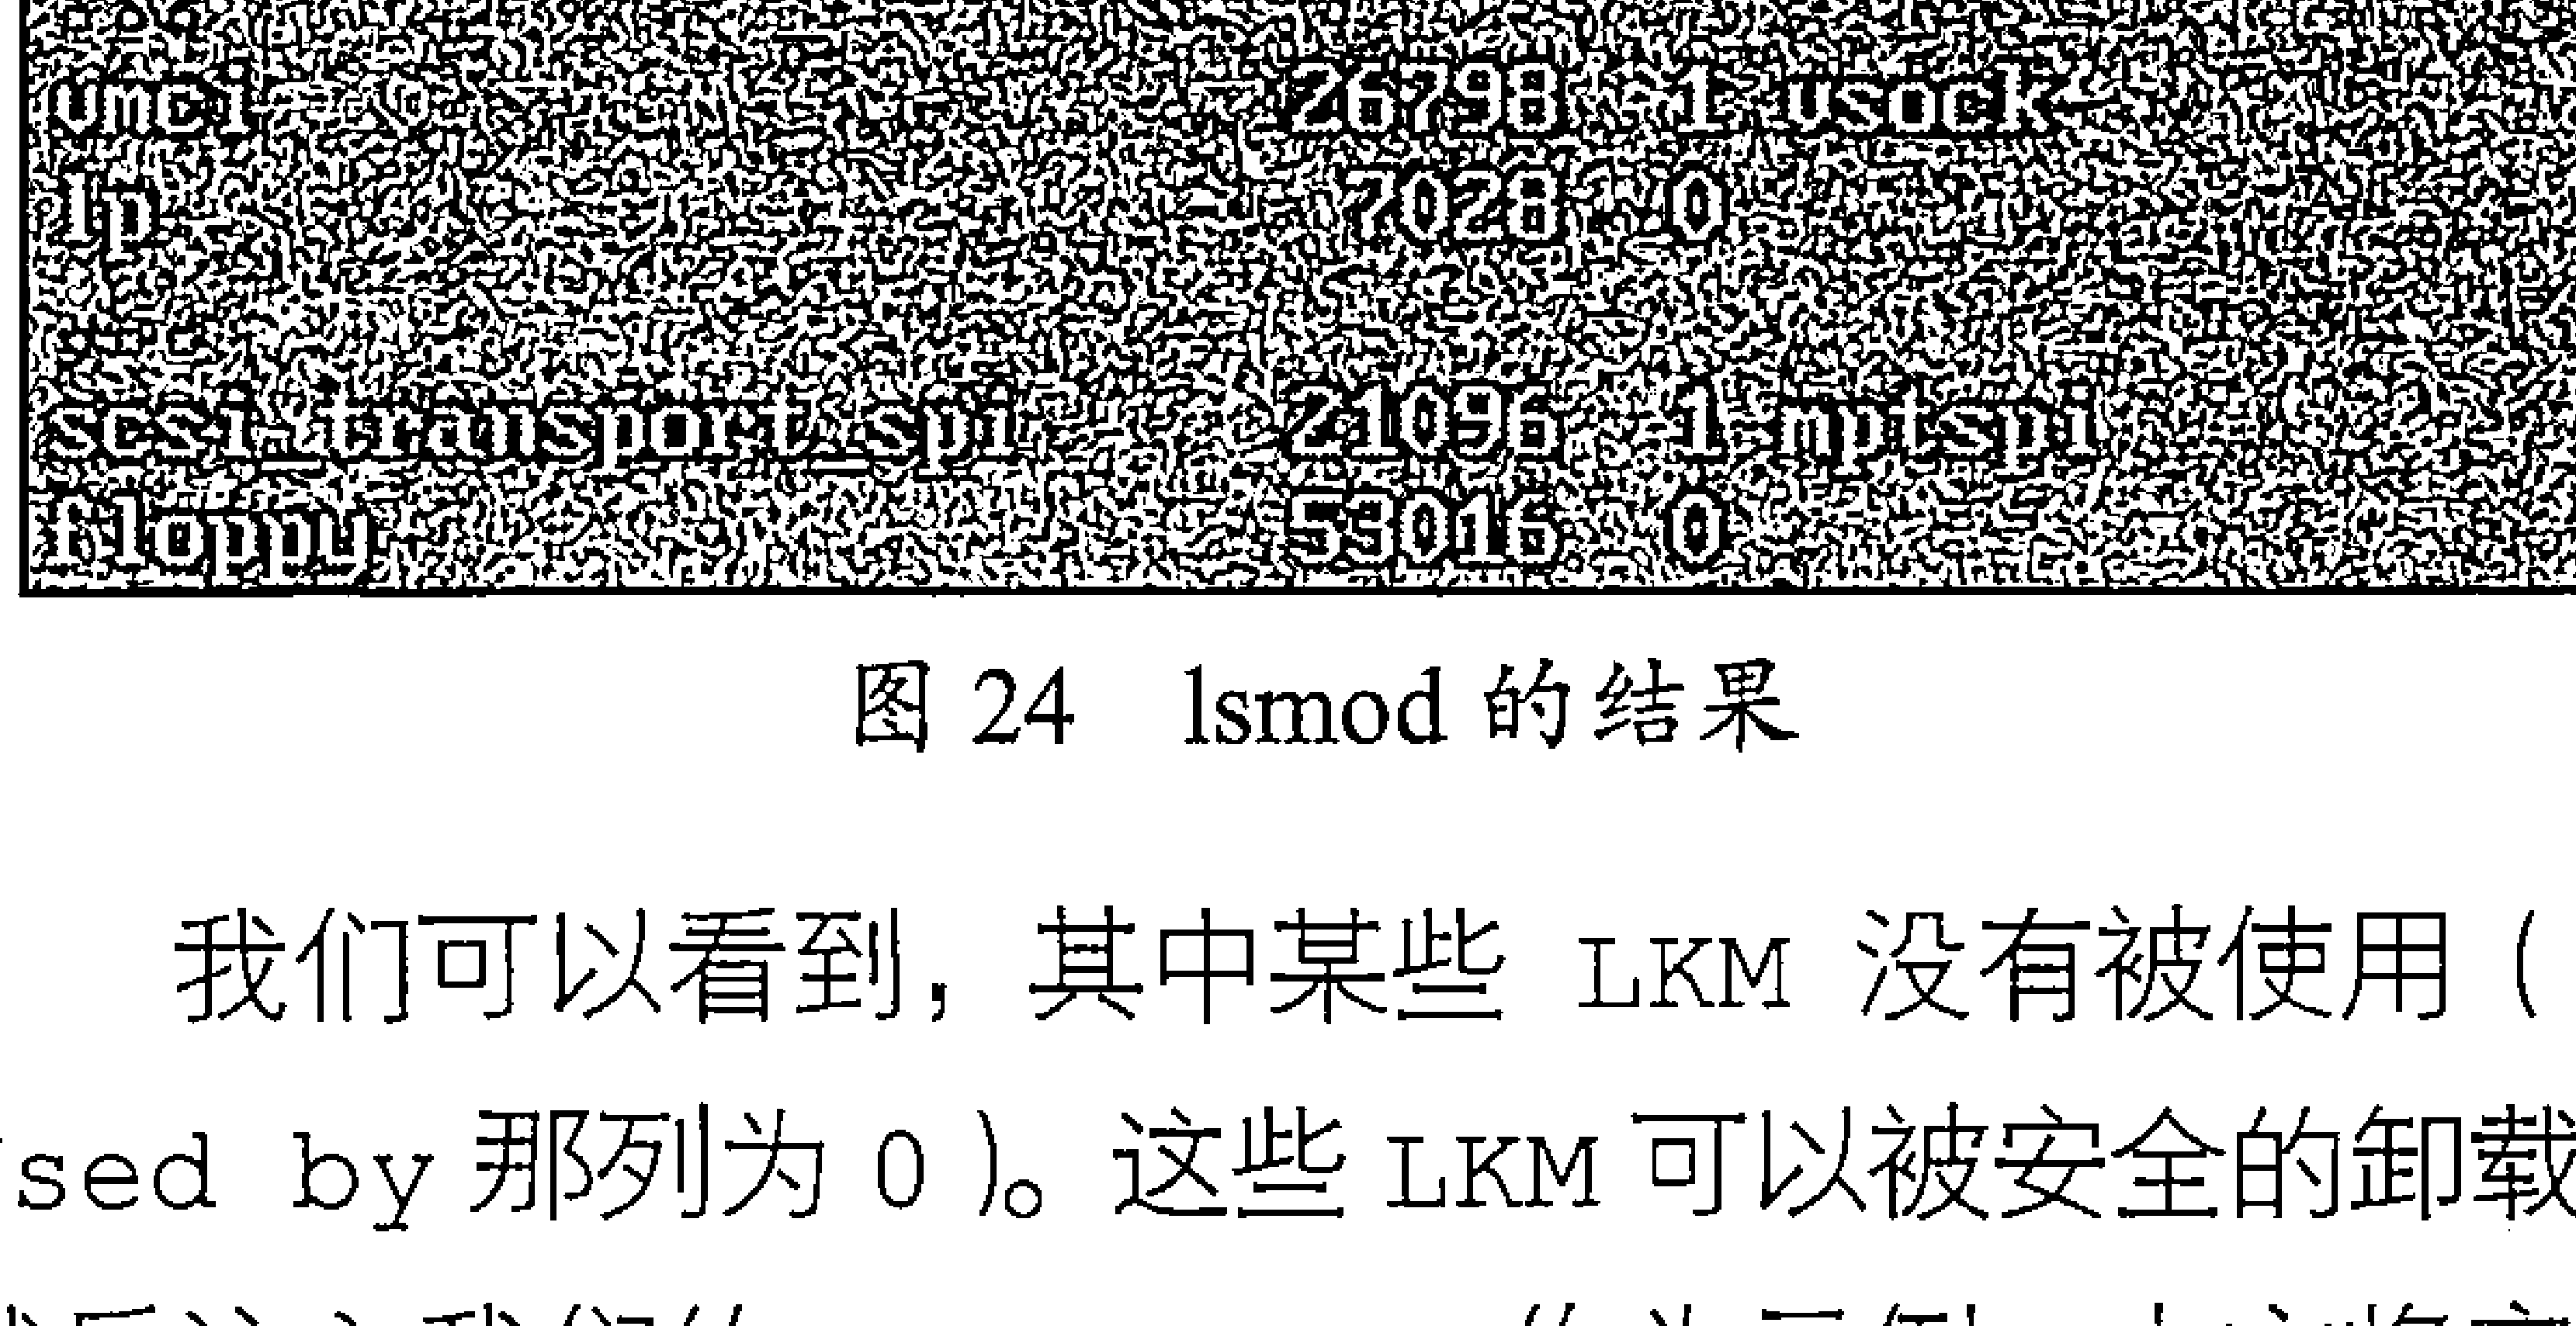 vmci 26798 1 vsock
lp 7028 0
...
scsi_transport_spi 21096 1 mptspi
floppy 53016 0
图 24 lsmod 的结果
我们可以看到，其中某些 LKM 没有被使用（
sed by 那列为 0 ）。这些 LKM 可以被安全的卸载